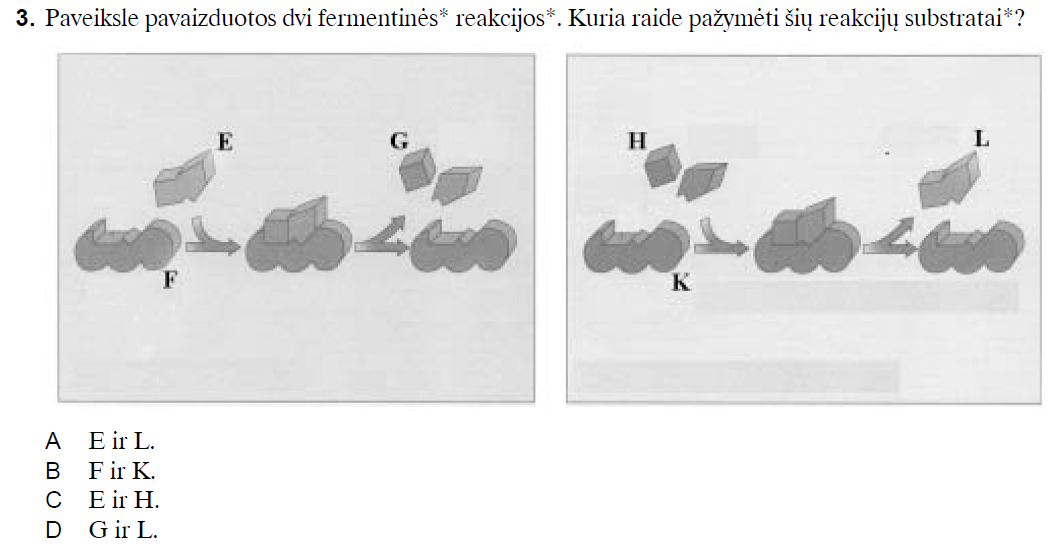 3. Paveiksle pavaizduotos dvi fermentinės* reakcijos*. Kuria raide pažymėti šių reakcijų substratai*?
E
G
F
H
L
K
A E ir L.
B F ir K.
C E ir H.
D G ir L.